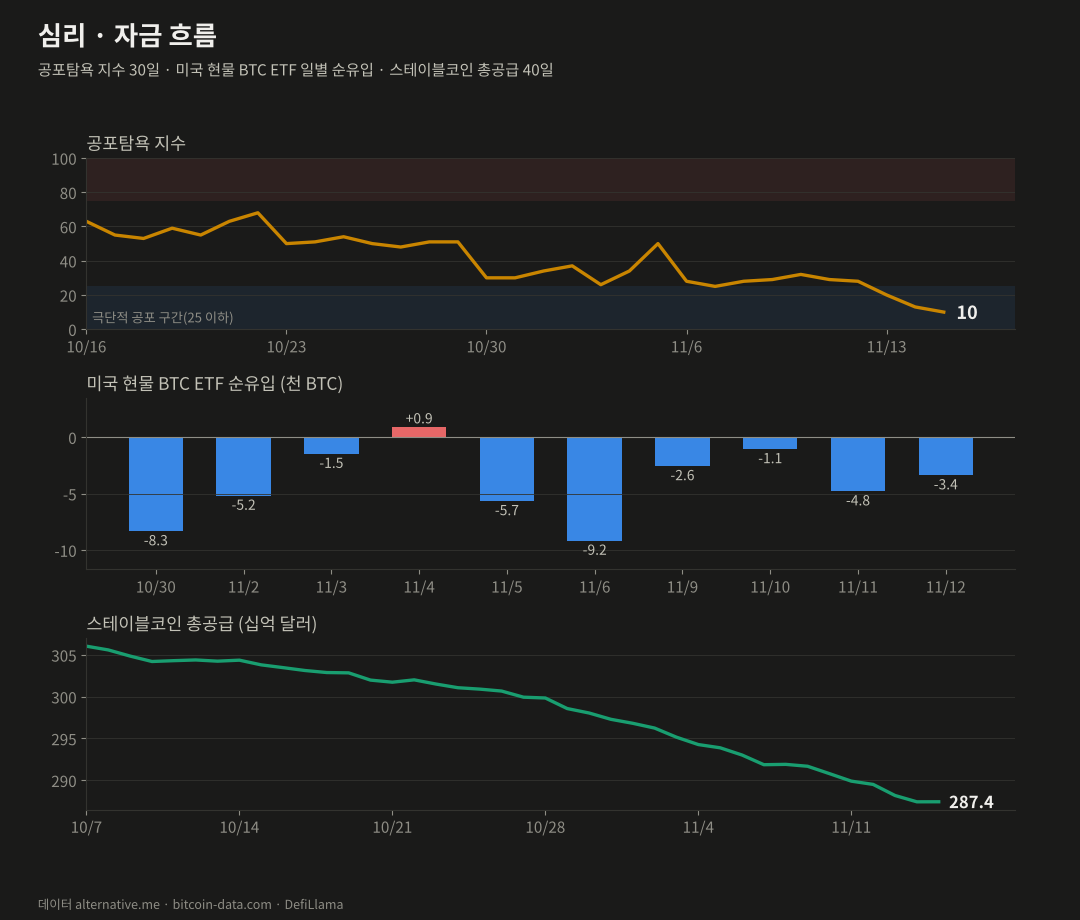 심리 · 자금 흐름
공포탐욕 지수 30일 · 미국 현물 BTC ETF 일별 순유입 · 스테이블코인 총공급 40일
공포탐욕 지수
100
80
60
40
20
0
극단적 공포 구간(25 이하)
10
10/16 10/23 10/30 11/6 11/13
미국 현물 BTC ETF 순유입 (천 BTC)
0
-5
-10
-8.3 -5.2 -1.5 +0.9 -5.7 -9.2 -2.6 -1.1 -4.8 -3.4
10/30 11/2 11/3 11/4 11/5 11/6 11/9 11/10 11/11 11/12
스테이블코인 총공급 (십억 달러)
305
300
295
290
287.4
10/7 10/14 10/21 10/28 11/4 11/11
데이터 alternative.me · bitcoin-data.com · DefiLlama